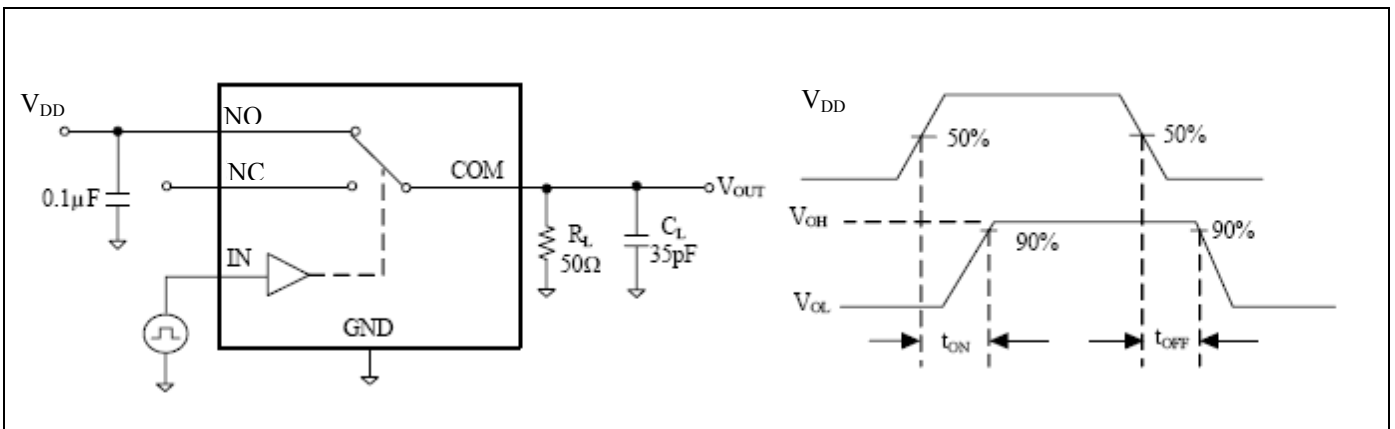 V_DD
NO
NC
COM
V_OUT
0.1μF
R_L
50Ω
C_L
35pF
IN
GND
V_DD
50%
50%
V_OH
90%
90%
V_OL
t_ON
t_OFF